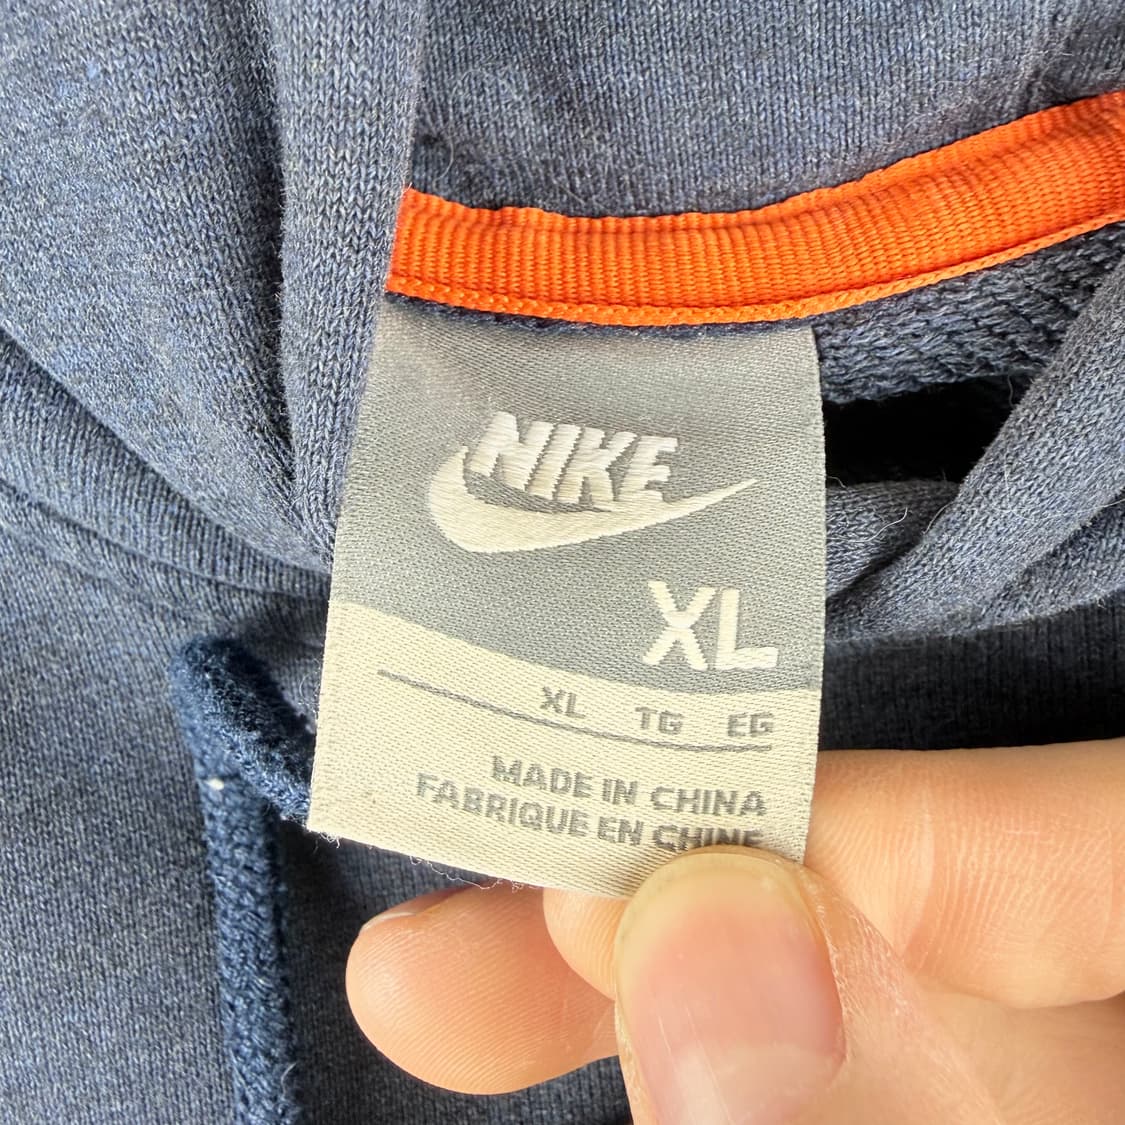 NIKE
XL
XL TG EG
MADE IN CHINA
FABRIQUE EN CHINE